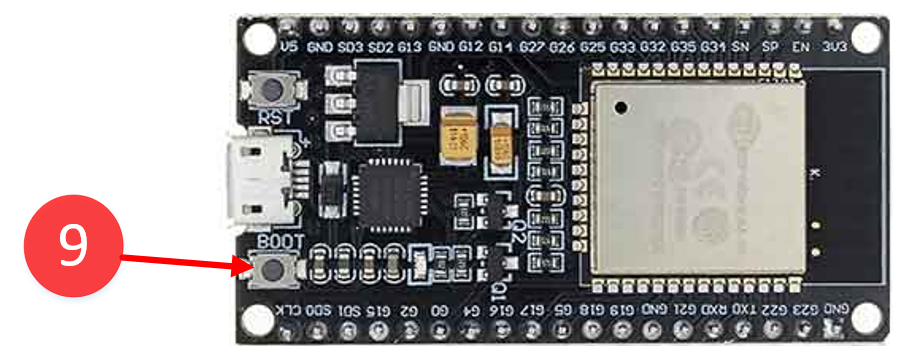 V5 GND SD3 SD2 G13 GND G12 G14 G27 G26 G25 G33 G32 G35 G34 SN SP EN 3V3
RST
9
BOOT
Q2
Q1
CLK SD0 SD1 G15 G2 G0 G4 G16 G17 G5 G18 G19 GND G21 RXD TXD G22 G23 GND